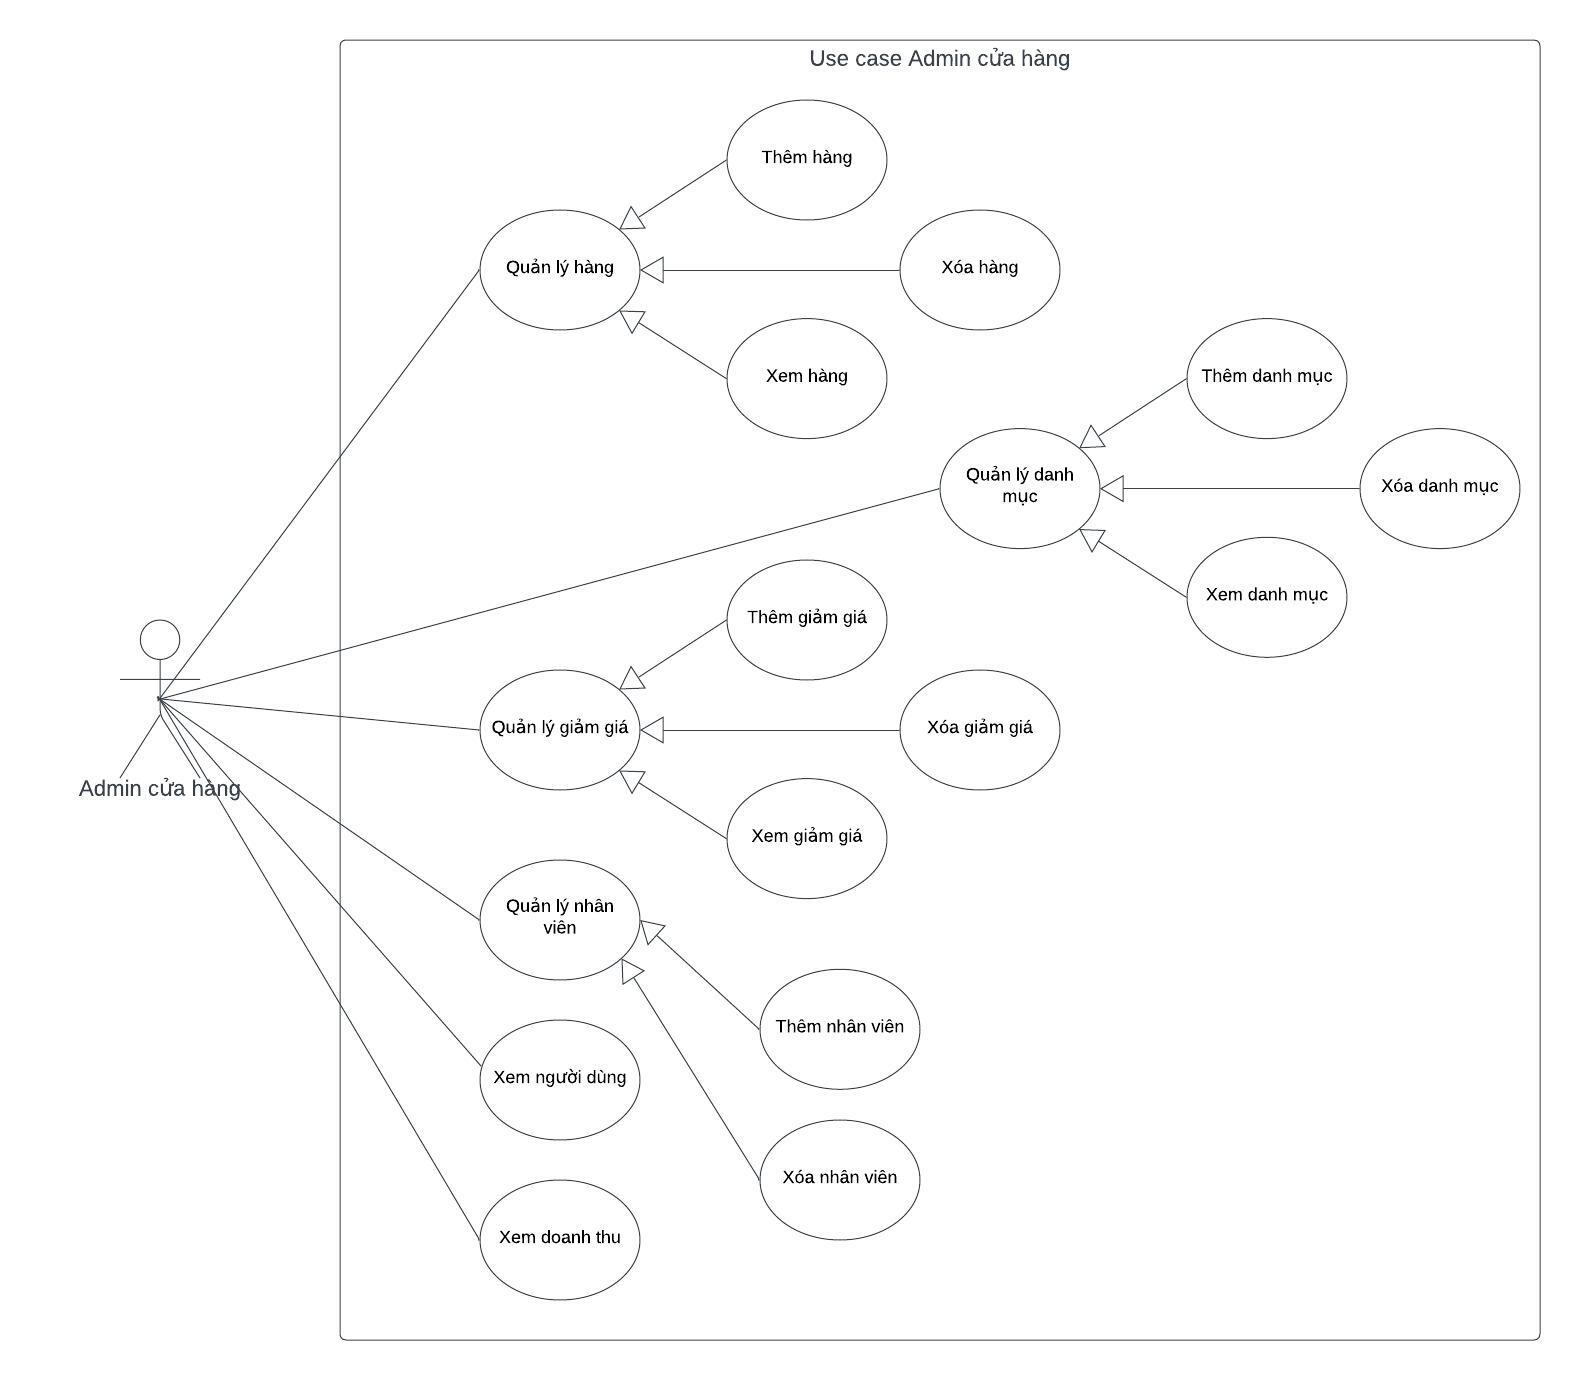 Use case Admin cửa hàng
Thêm hàng
Quản lý hàng
Xóa hàng
Xem hàng
Thêm danh mục
Quản lý danh
mục
Xóa danh mục
Xem danh mục
Thêm giảm giá
Quản lý giảm giá
Xóa giảm giá
Xem giảm giá
Admin cửa hàng
Quản lý nhân
viên
Thêm nhân viên
Xem người dùng
Xóa nhân viên
Xem doanh thu